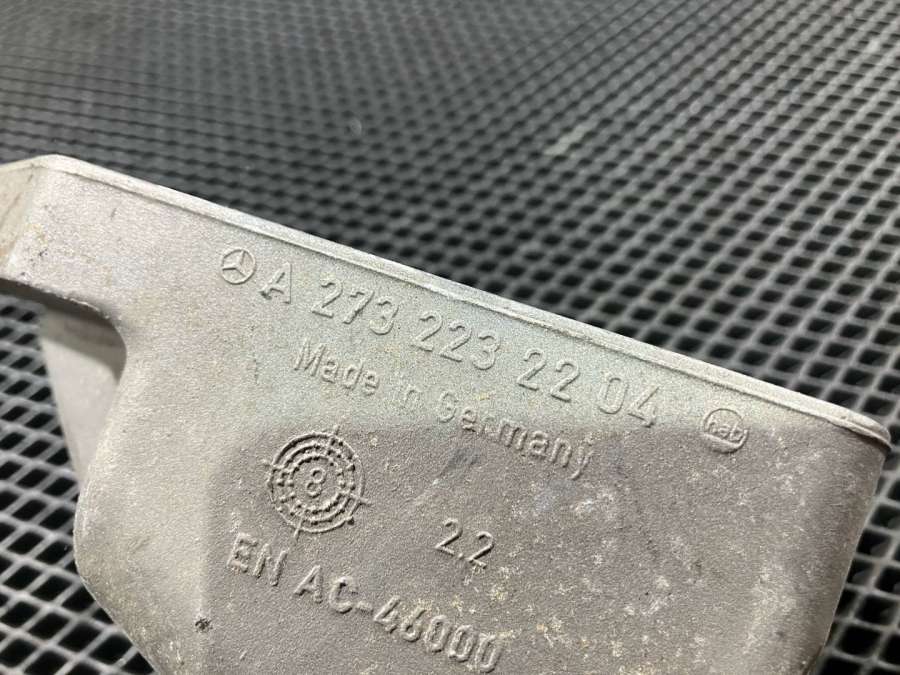 A 273 223 22 04
Made in Germany
8
2.2
EN AC-46000